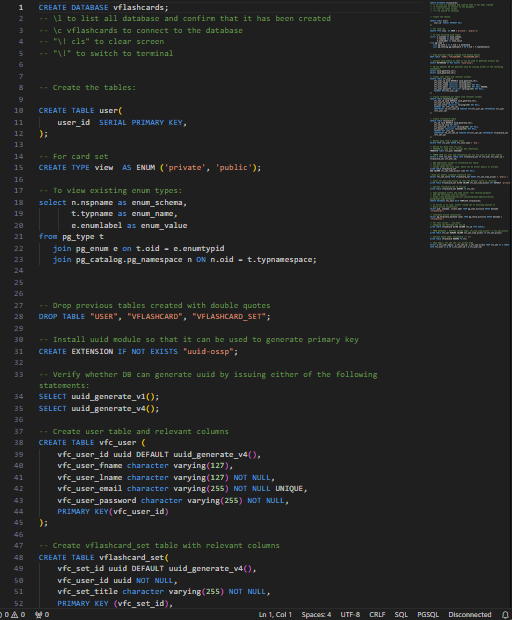 1 CREATE DATABASE vflashcards;
2 -- \l to list all database and confirm that it has been created
3 -- \c vflashcards to connect to the database
4 -- "\! cls" to clear screen
5 -- "\!" to switch to terminal
6
7
8 -- Create the tables:
9
10 CREATE TABLE user(
11 user_id SERIAL PRIMARY KEY,
12 );
13
14 -- For card set
15 CREATE TYPE view AS ENUM ('private', 'public');
16
17 -- To view existing enum types:
18 select n.nspname as enum_schema,
19 t.typname as enum_name,
20 e.enumlabel as enum_value
21 from pg_type t
22 join pg_enum e on t.oid = e.enumtypid
23 join pg_catalog.pg_namespace n ON n.oid = t.typnamespace;
24
25
26
27 -- Drop previous tables created with double quotes
28 DROP TABLE "USER", "VFLASHCARD", "VFLASHCARD_SET";
29
30 -- Install uuid module so that it can be used to generate primary key
31 CREATE EXTENSION IF NOT EXISTS "uuid-ossp";
32
33 -- Verify whether DB can generate uuid by issuing either of the following
statements:
34 SELECT uuid_generate_v1();
35 SELECT uuid_generate_v4();
36
37 -- Create user table and relevant columns
38 CREATE TABLE vfc_user (
39 vfc_user_id uuid DEFAULT uuid_generate_v4(),
40 vfc_user_fname character varying(127),
41 vfc_user_lname character varying(127) NOT NULL,
42 vfc_user_email character varying(255) NOT NULL UNIQUE,
43 vfc_user_password character varying(255) NOT NULL,
44 PRIMARY KEY(vfc_user_id)
45 );
46
47 -- Create vflashcard_set table with relevant columns
48 CREATE TABLE vflashcard_set(
49 vfc_set_id uuid DEFAULT uuid_generate_v4(),
50 vfc_user_id uuid NOT NULL,
51 vfc_set_title character varying(255) NOT NULL,
52 PRIMARY KEY (vfc_set_id),
0 0 0 Ln 1, Col 1 Spaces: 4 UTF-8 CRLF SQL PGSQL Disconnected